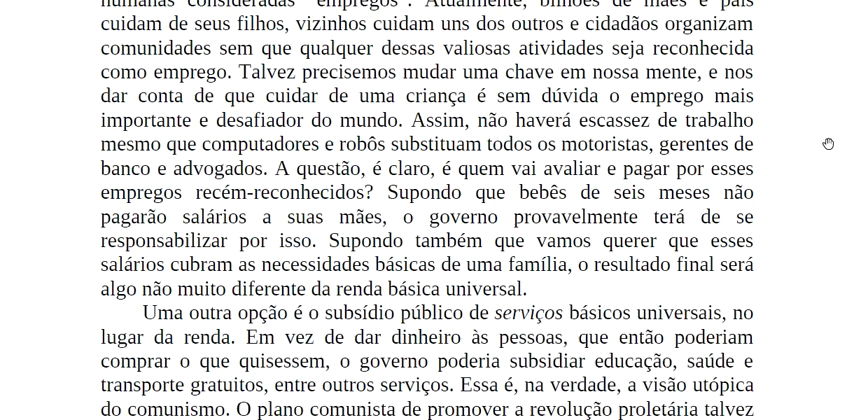 humanas consideradas "empregos". Atualmente, bilhões de mães e pais
cuidam de seus filhos, vizinhos cuidam uns dos outros e cidadãos organizam
comunidades sem que qualquer dessas valiosas atividades seja reconhecida
como emprego. Talvez precisemos mudar uma chave em nossa mente, e nos
dar conta de que cuidar de uma criança é sem dúvida o emprego mais
importante e desafiador do mundo. Assim, não haverá escassez de trabalho
mesmo que computadores e robôs substituam todos os motoristas, gerentes de
banco e advogados. A questão, é claro, é quem vai avaliar e pagar por esses
empregos recém-reconhecidos? Supondo que bebês de seis meses não
pagarão salários a suas mães, o governo provavelmente terá de se
responsabilizar por isso. Supondo também que vamos querer que esses
salários cubram as necessidades básicas de uma família, o resultado final será
algo não muito diferente da renda básica universal.
Uma outra opção é o subsídio público de serviços básicos universais, no
lugar da renda. Em vez de dar dinheiro às pessoas, que então poderiam
comprar o que quisessem, o governo poderia subsidiar educação, saúde e
transporte gratuitos, entre outros serviços. Essa é, na verdade, a visão utópica
do comunismo. O plano comunista de promover a revolução proletária talvez